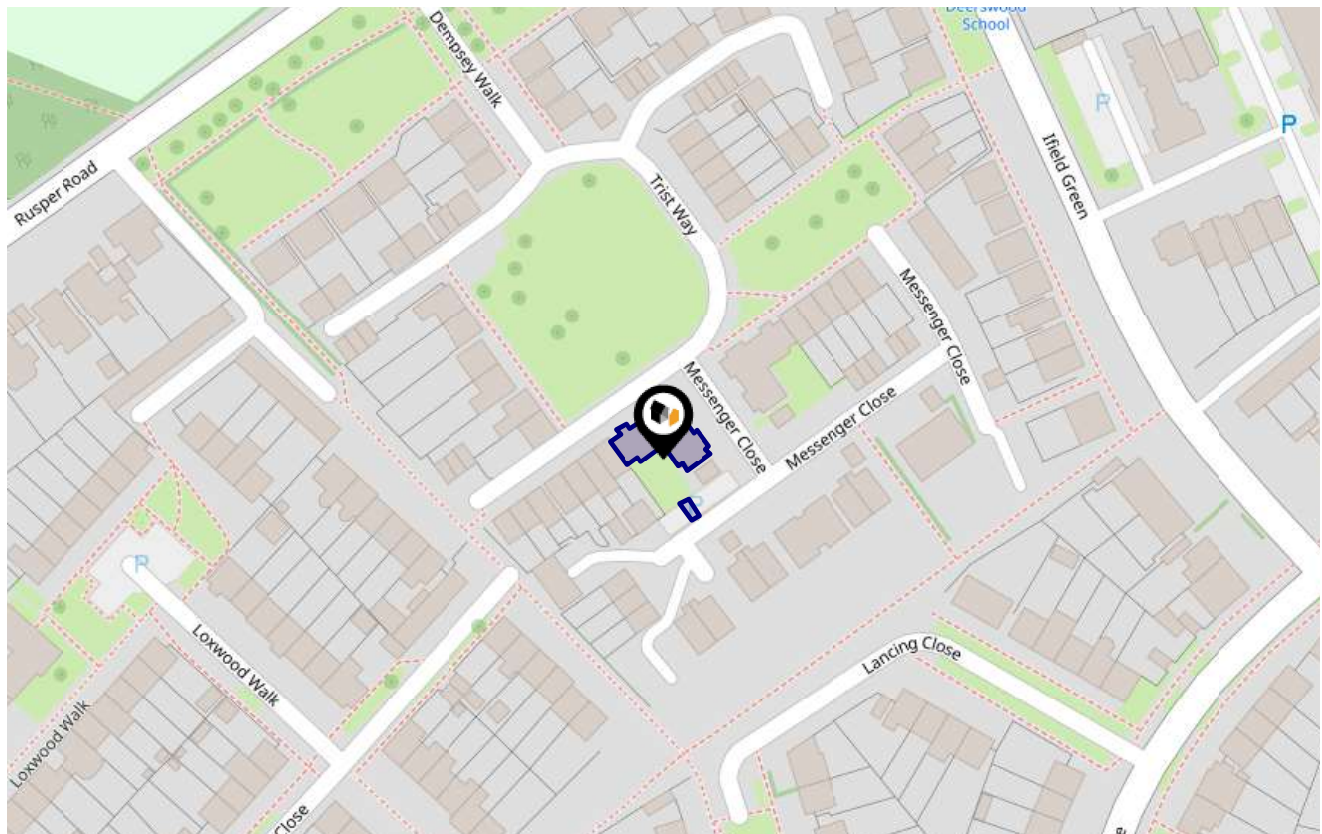 Deerswood
School
Dempsey Walk
P
P
Ifield Green
Rusper Road
Trist Way
Messenger Close
Messenger Close
Messenger Close
P
P
Lancing Close
Loxwood Walk
Loxwood Walk
Close
e